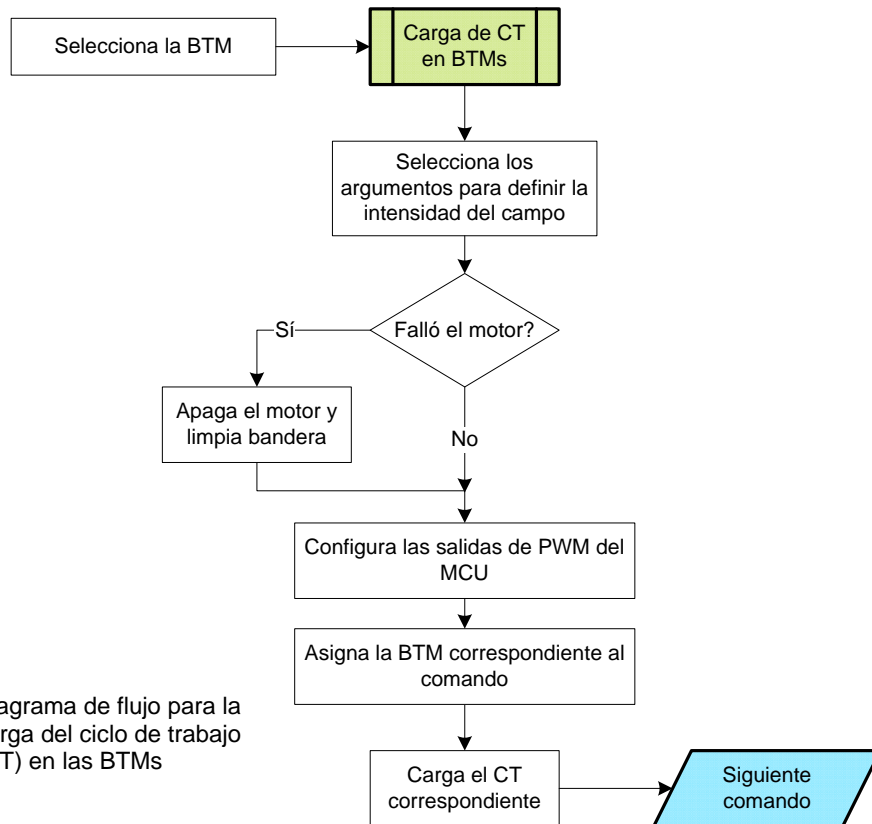 Selecciona la BTM
Carga de CT
en BTMs
Selecciona los
argumentos para definir la
intensidad del campo
Falló el motor?
Sí
Apaga el motor y
limpia bandera
No
Configura las salidas de PWM del
MCU
Asigna la BTM correspondiente al
comando
agrama de flujo para la
rga del ciclo de trabajo
T) en las BTMs
Carga el CT
correspondiente
Siguiente
comando